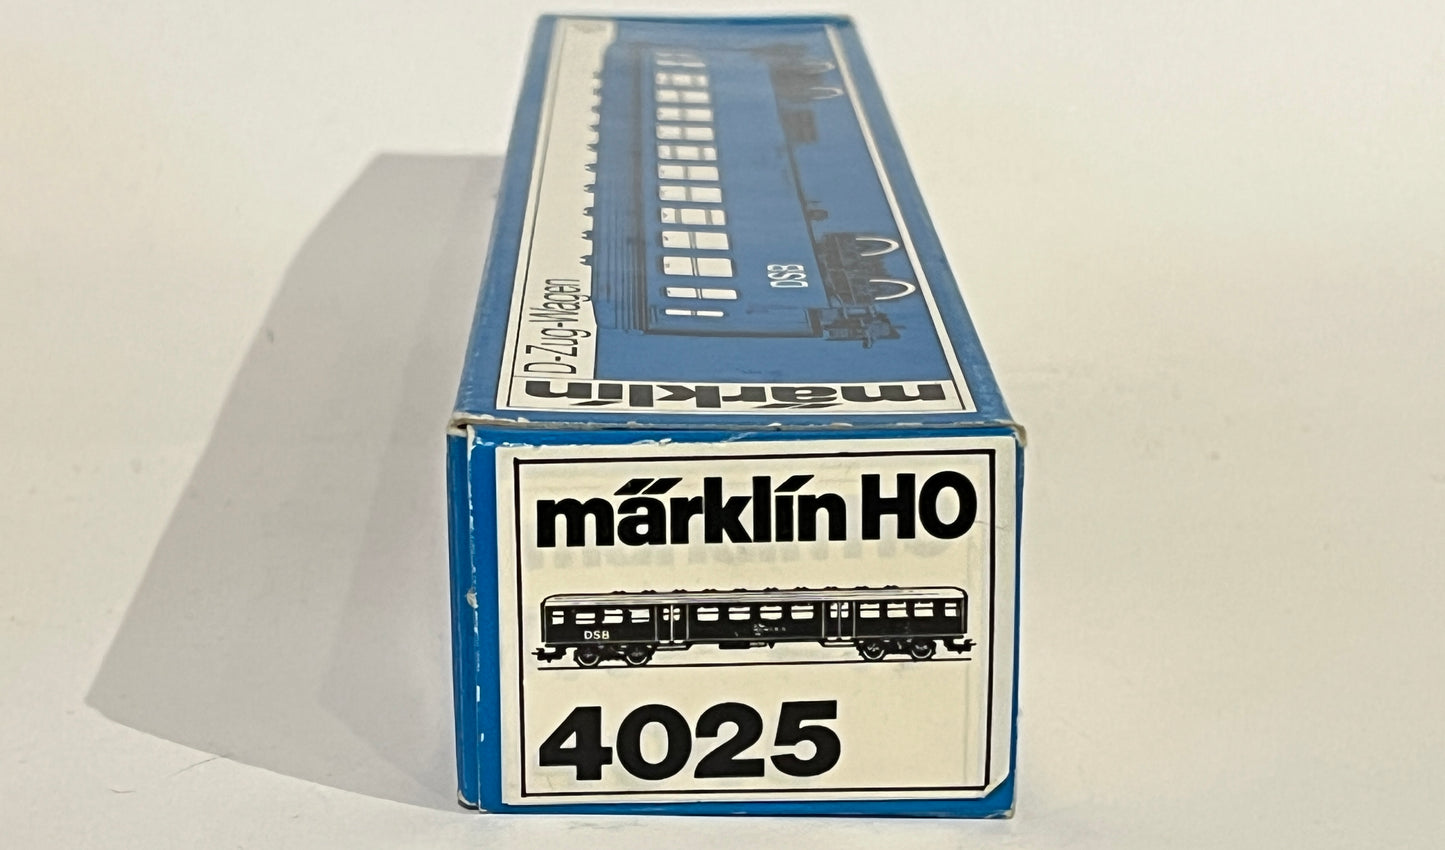 D-Zug-Wagen
DSB
märklin
märklin HO
DSB
4025